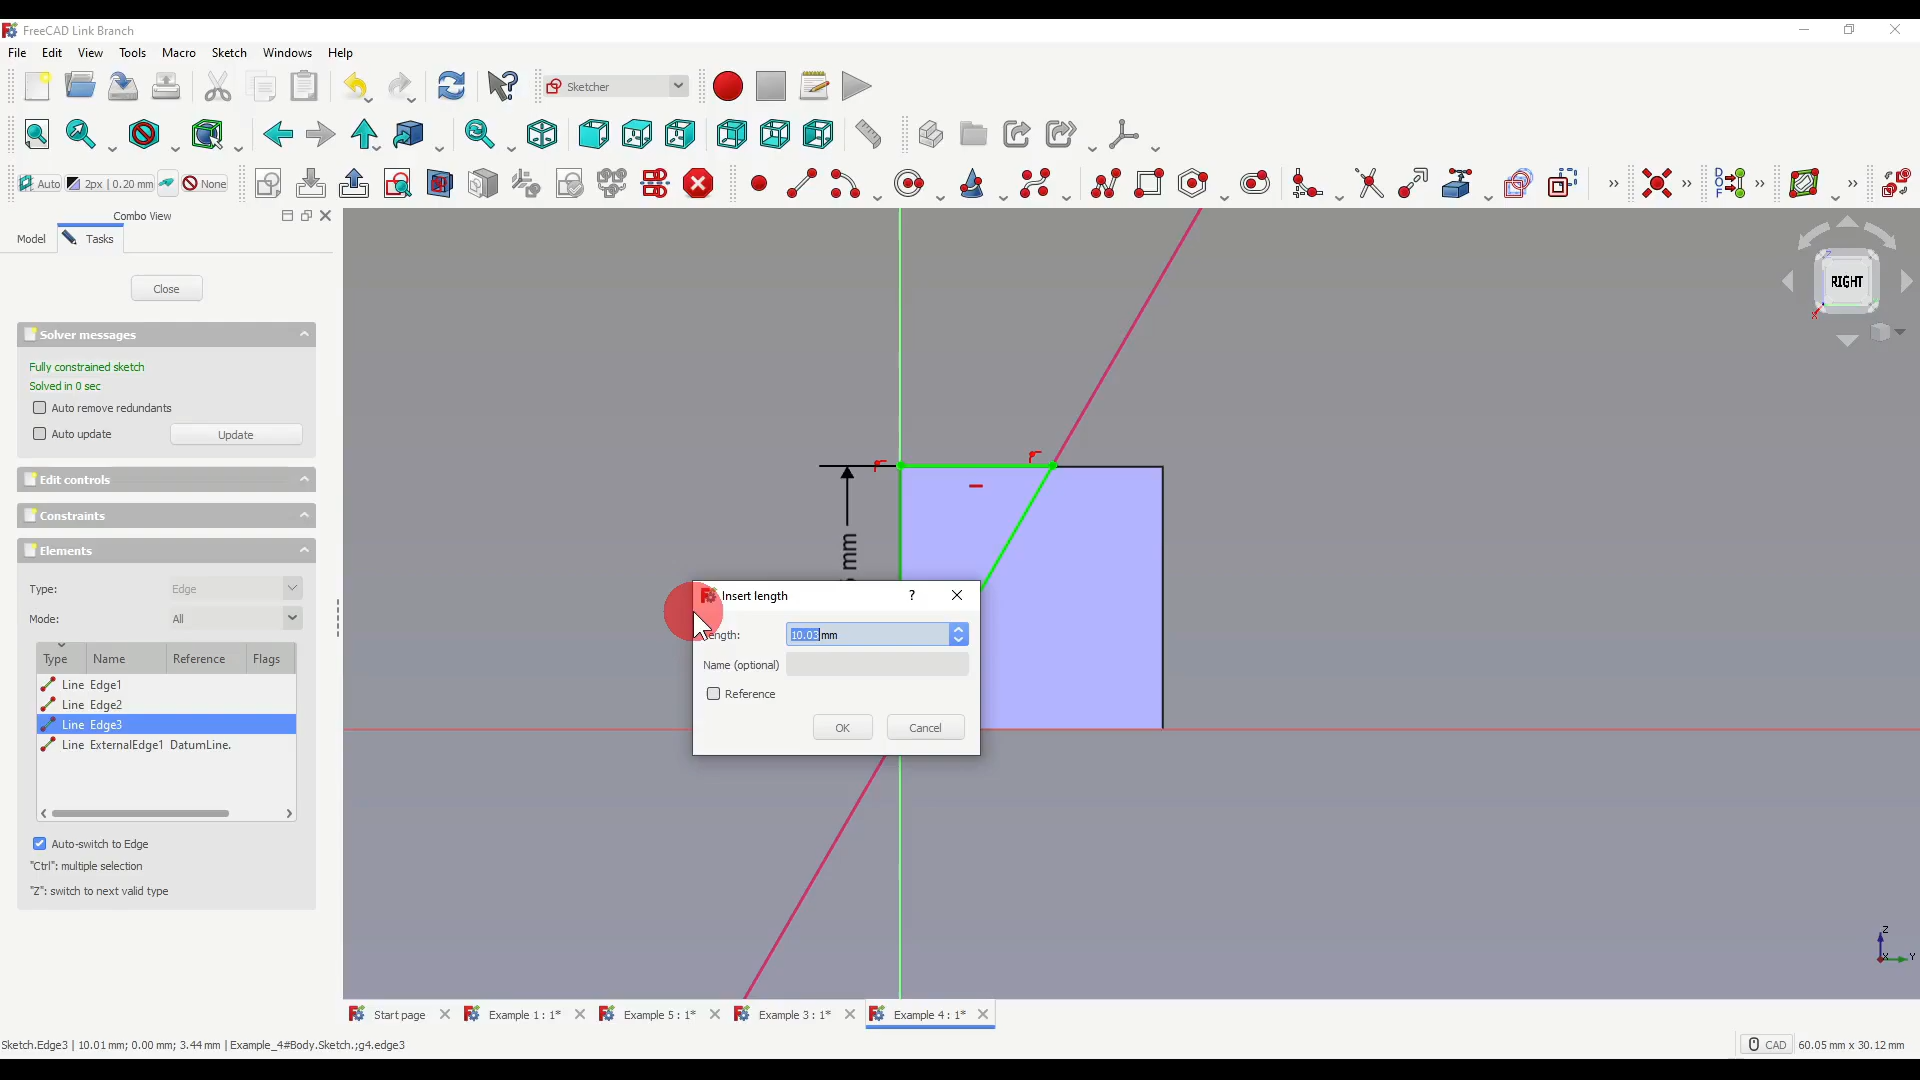 FreeCAD Link Branch
File Edit View Tools Macro Sketch Windows Help
Sketcher
Auto 2px | 0.20 mm None
Combo View
Model Tasks
Close
Solver messages
Fully constrained sketch
Solved in 0 sec
Auto remove redundants
Auto update Update
Edit controls
Constraints
Elements
Type: Edge
Mode: All
Type Name Reference Flags
Line Edge1
Line Edge2
Line Edge3
Line ExternalEdge1 DatumLine.
Auto-switch to Edge
"Ctrl": multiple selection
"Z": switch to next valid type
RIGHT
mm
Insert length ?
10.03 mm
Name (optional)
Reference
OK Cancel
Z
X Y
Start page Example 1 : 1* Example 5 : 1* Example 3 : 1* Example 4 : 1*
Sketch.Edge3 | 10.01 mm; 0.00 mm; 3.44 mm | Example_4#Body.Sketch.;g4.edge3
CAD 60.05 mm x 30.12 mm